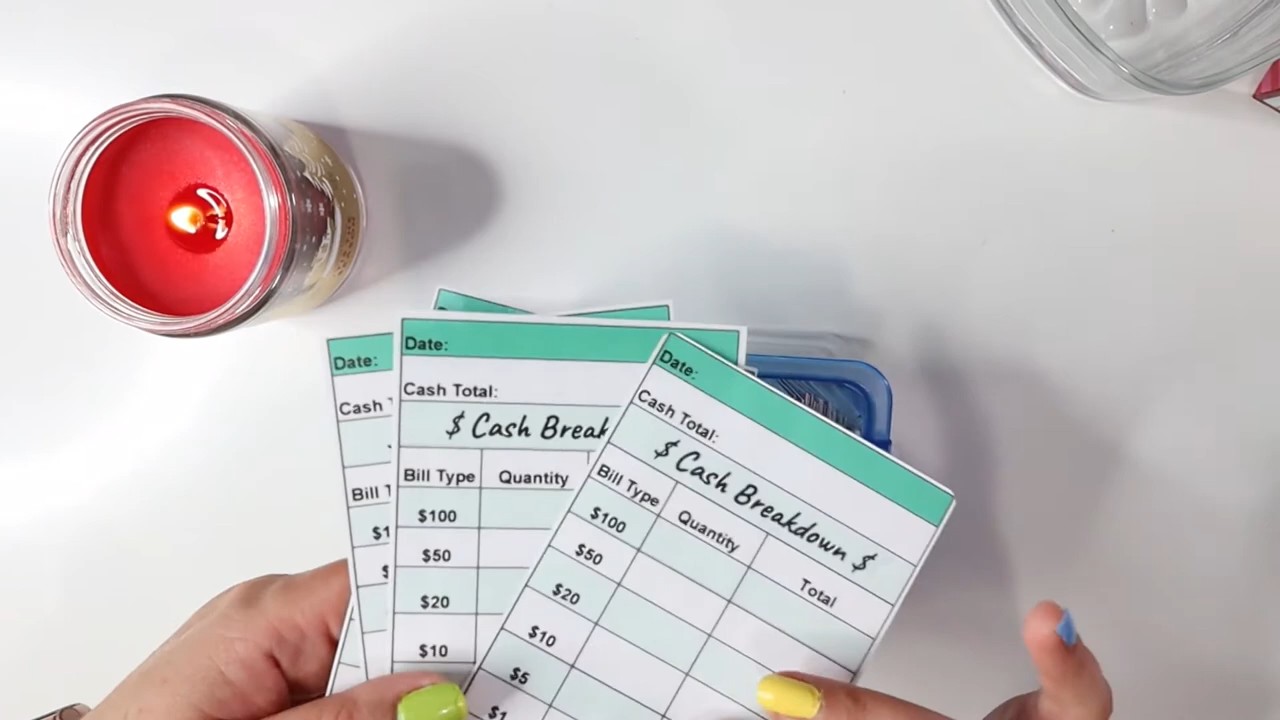 Date:
Cash
Bill
Date:
Cash Total:
$ Cash Break
Bill Type Quantity
$100
$50
$20
$10
Date:
Cash Total:
$ Cash Breakdown $
Bill Type Quantity Total
$100
$50
$20
$10
$5